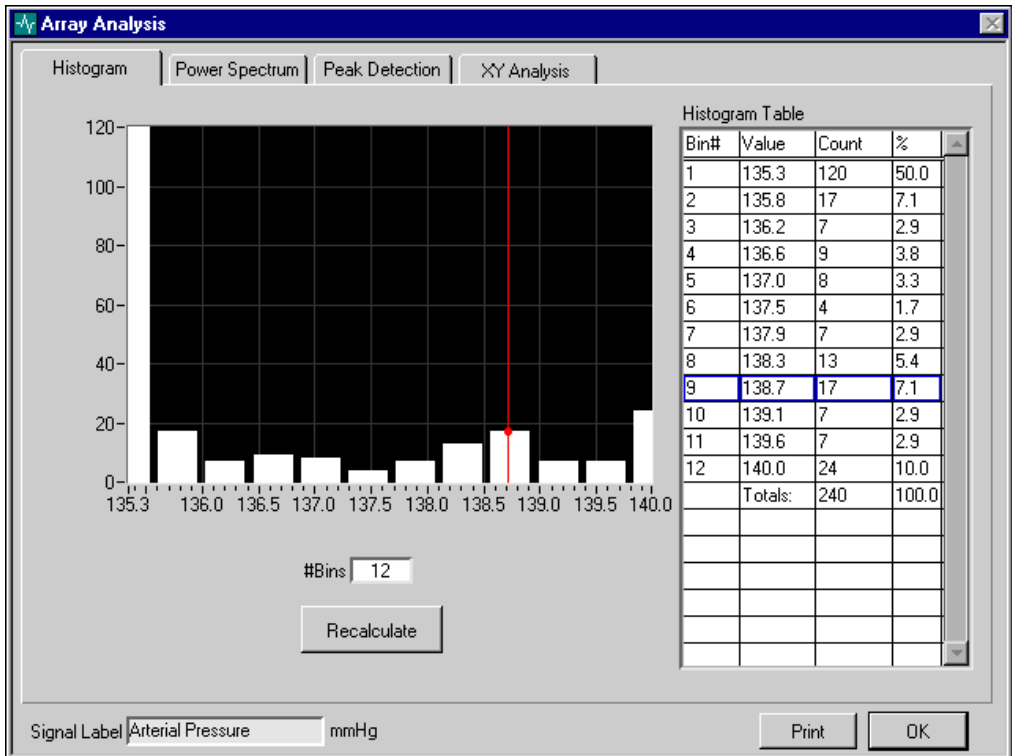 Array Analysis
Histogram Power Spectrum Peak Detection XY Analysis
120
100
80
60
40
20
0
135.3 136.0 136.5 137.0 137.5 138.0 138.5 139.0 139.5 140.0
#Bins 12
Recalculate
Histogram Table
Bin# Value Count %
1 135.3 120 50.0
2 135.8 17 7.1
3 136.2 7 2.9
4 136.6 9 3.8
5 137.0 8 3.3
6 137.5 4 1.7
7 137.9 7 2.9
8 138.3 13 5.4
9 138.7 17 7.1
10 139.1 7 2.9
11 139.6 7 2.9
12 140.0 24 10.0
Totals: 240 100.0
Signal Label Arterial Pressure mmHg
Print OK